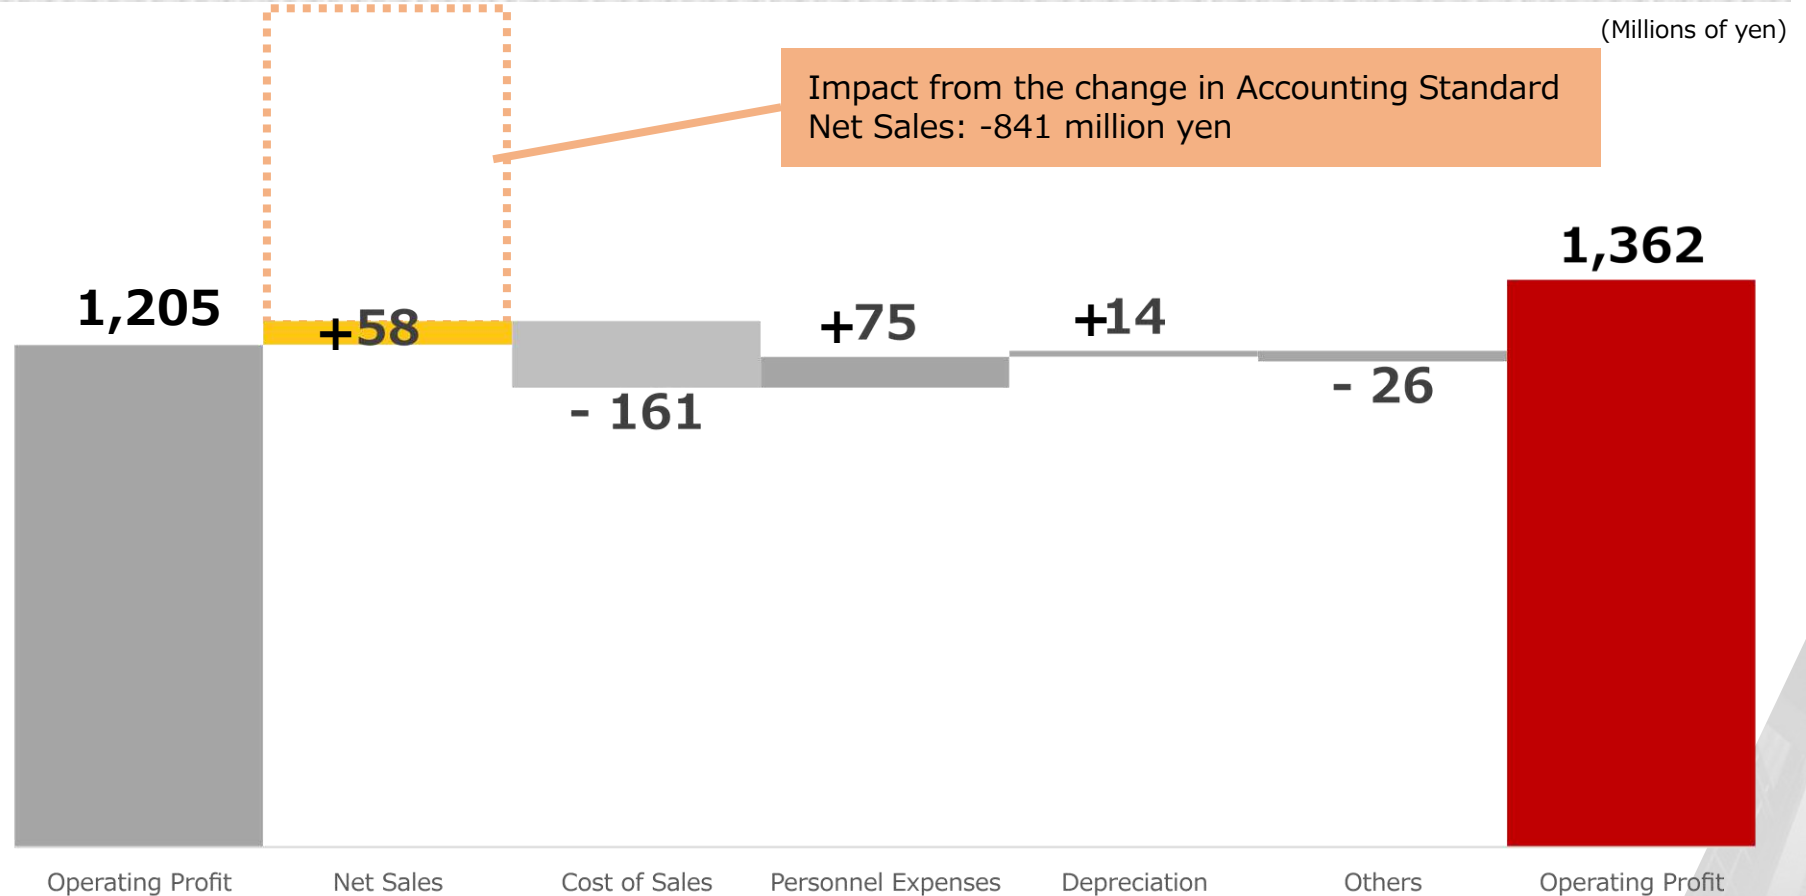 (Millions of yen)
Impact from the change in Accounting Standard
Net Sales: -841 million yen
1,205
+58
- 161
+75
+14
- 26
1,362
Operating Profit
Net Sales
Cost of Sales
Personnel Expenses
Depreciation
Others
Operating Profit